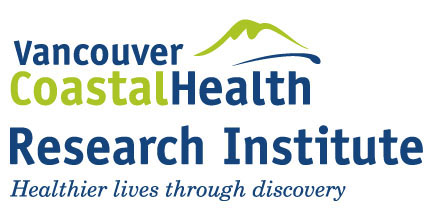 Vancouver
CoastalHealth
Research Institute
Healthier lives through discovery